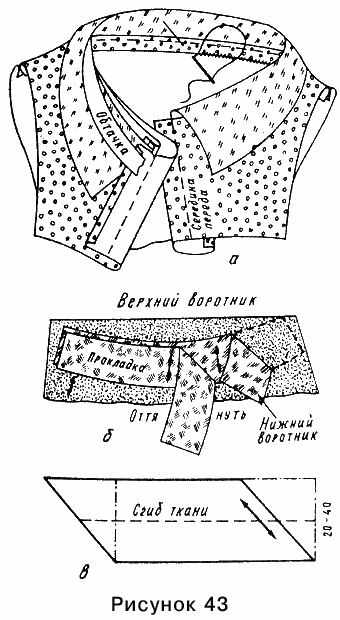 Обтачка
Середина
переда
а
Верхний воротник
Прокладка
Оття
нуть
Нижний
воротник
б
Сгиб ткани
20-40
в
Рисунок 43